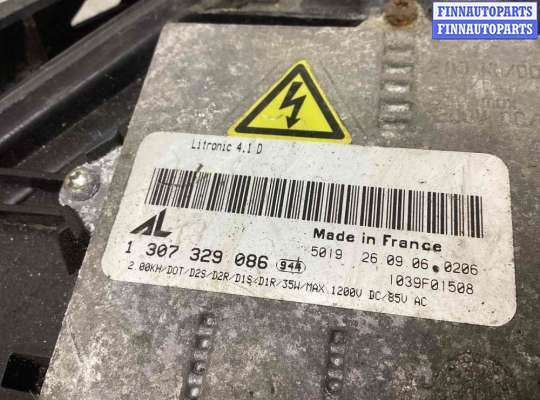 FINNAUTOPARTS
FINNAUTOPARTS
Litronic 4.1 D
AL
Made in France
1 307 329 086 944
5019 26 09.06 0206
2.00KH/DOT/D2S/D2R/D1S/D1R/35W/MAX.1200V DC/85V AC
1039F01508